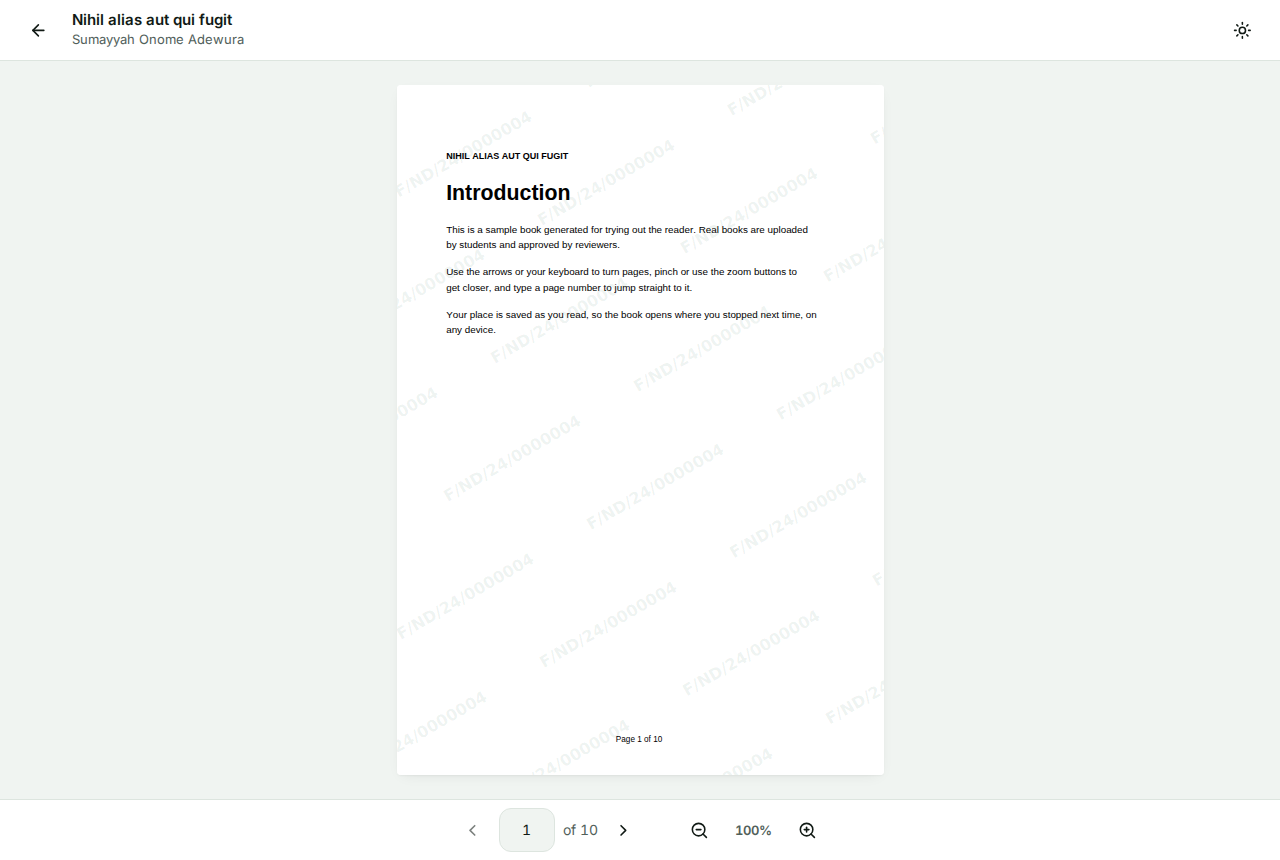 Nihil alias aut qui fugit
Sumayyah Onome Adewura
NIHIL ALIAS AUT QUI FUGIT
Introduction
This is a sample book generated for trying out the reader. Real books are uploaded
by students and approved by reviewers.
Use the arrows or your keyboard to turn pages, pinch or use the zoom buttons to
get closer, and type a page number to jump straight to it.
Your place is saved as you read, so the book opens where you stopped next time, on
any device.
F/ND/24/0000004
Page 1 of 10
1 of 10 100%